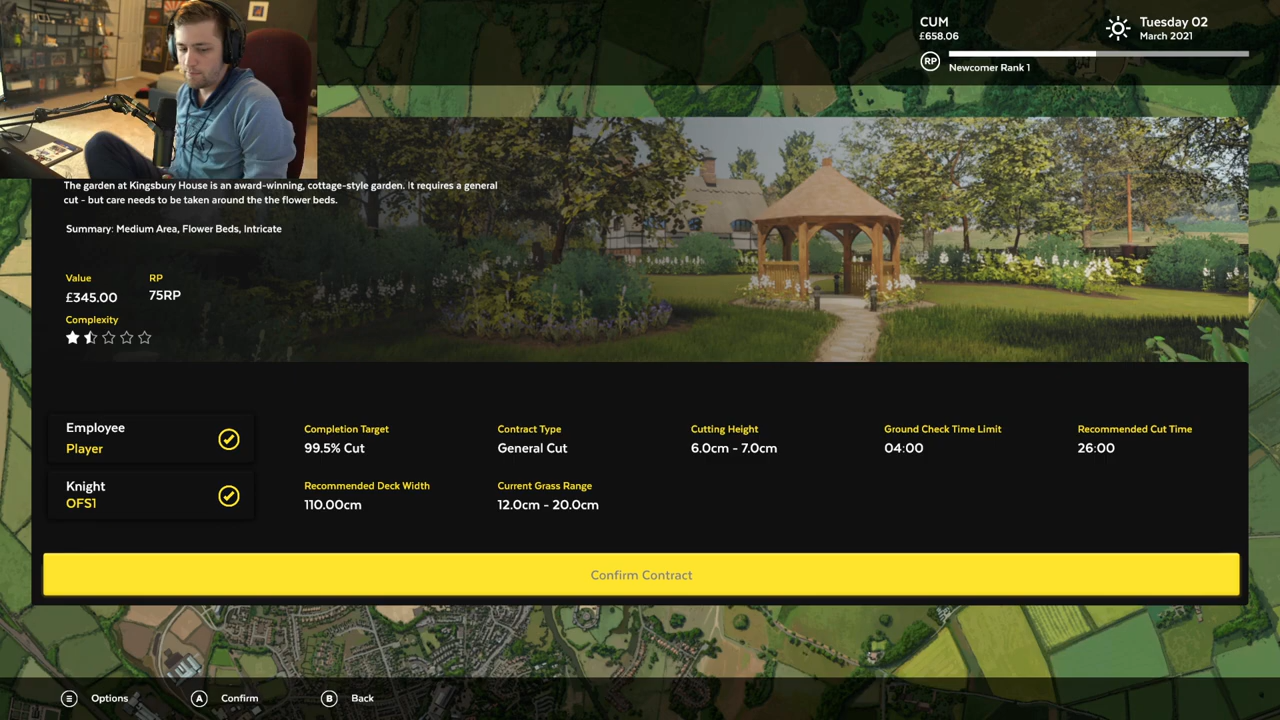 CUM
£658.06
Tuesday 02
March 2021
RP
Newcomer Rank 1
The garden at Kingsbury House is an award-winning, cottage-style garden. It requires a general
cut - but care needs to be taken around the the flower beds.
Summary: Medium Area, Flower Beds, Intricate
Value
£345.00
RP
75RP
Complexity
Employee
Player
Knight
OFS1
Completion Target
99.5% Cut
Contract Type
General Cut
Cutting Height
6.0cm - 7.0cm
Ground Check Time Limit
04:00
Recommended Cut Time
26:00
Recommended Deck Width
110.00cm
Current Grass Range
12.0cm - 20.0cm
Confirm Contract
Options
A Confirm
B Back